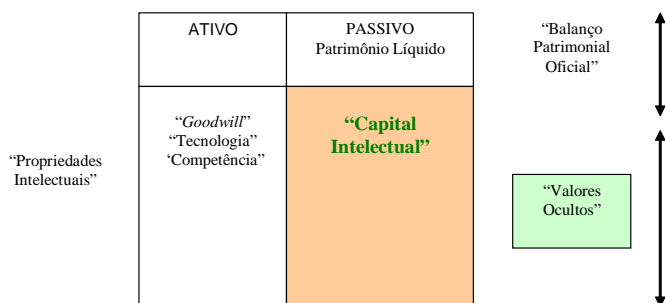 ATIVO
PASSIVO
Patrimônio Líquido
“Balanço
Patrimonial
Oficial”
“Propriedades
Intelectuais”
“Goodwill”
“Tecnologia”
‘Competência”
“Capital
Intelectual”
“Valores
Ocultos”